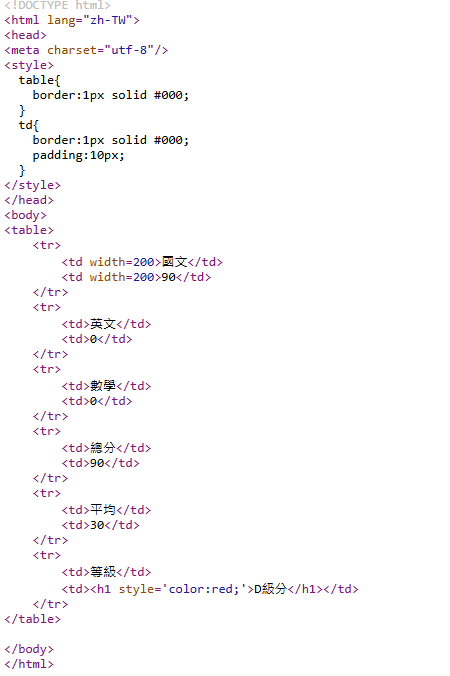 <!DOCTYPE html>
<html lang="zh-TW">
<head>
<meta charset="utf-8"/>
<style>
  table{
    border:1px solid #000;
  }
  td{
    border:1px solid #000;
    padding:10px;
  }
</style>
</head>
<body>
<table>
    <tr>
        <td width=200>國文</td>
        <td width=200>90</td>
    </tr>
    <tr>
        <td>英文</td>
        <td>0</td>
    </tr>
    <tr>
        <td>數學</td>
        <td>0</td>
    </tr>
    <tr>
        <td>總分</td>
        <td>90</td>
    </tr>
    <tr>
        <td>平均</td>
        <td>30</td>
    </tr>
    <tr>
        <td>等級</td>
        <td><h1 style='color:red;'>D級分</h1></td>
    </tr>
</table>

</body>
</html>